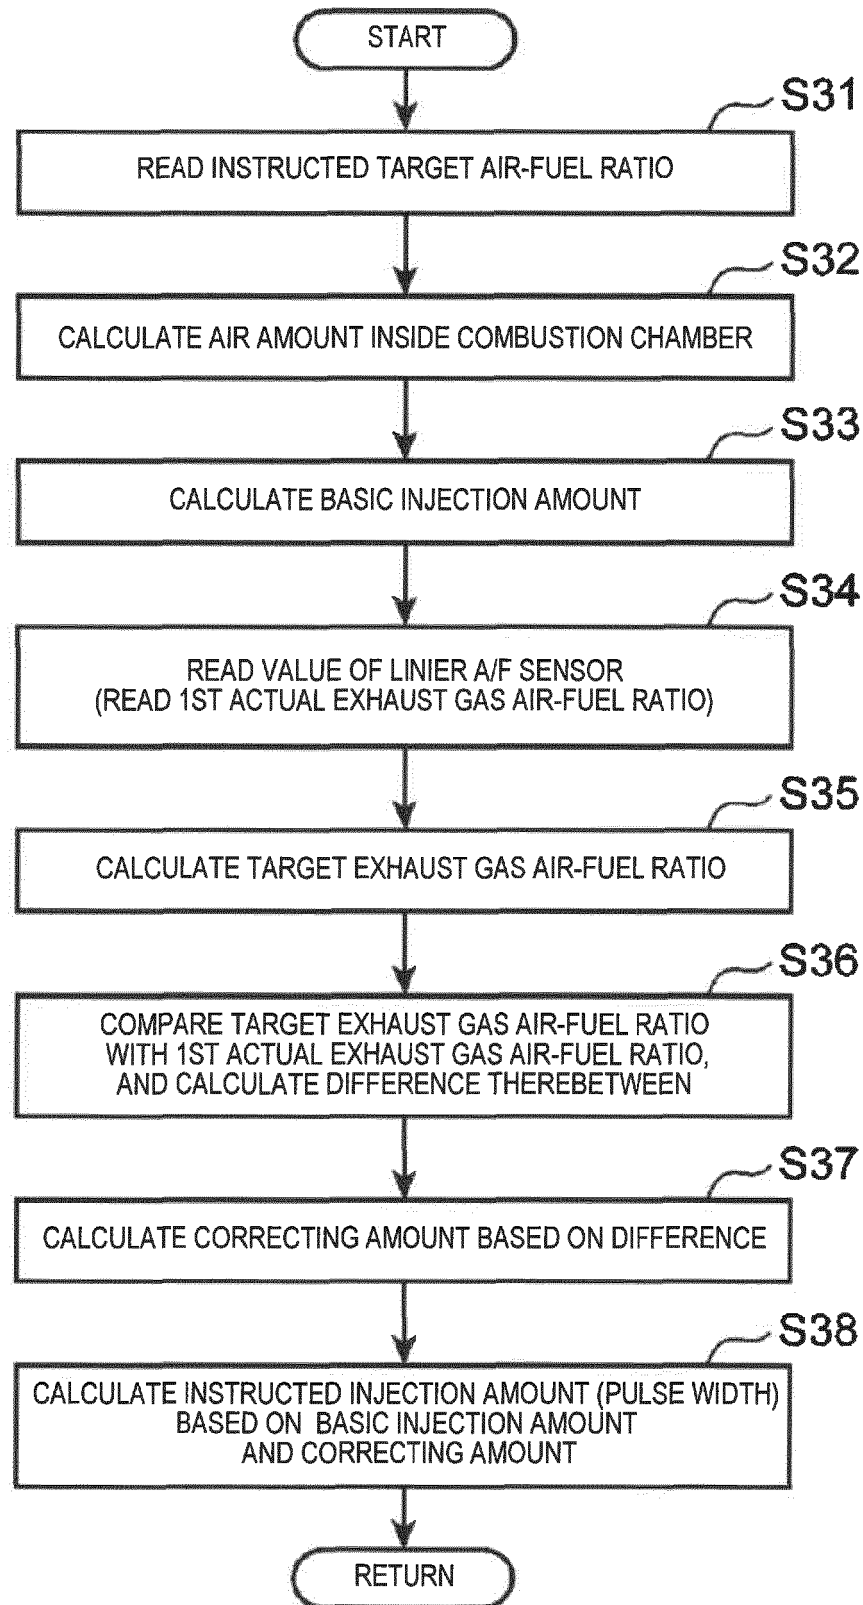 START
S31
READ INSTRUCTED TARGET AIR-FUEL RATIO
S32
CALCULATE AIR AMOUNT INSIDE COMBUSTION CHAMBER
S33
CALCULATE BASIC INJECTION AMOUNT
S34
READ VALUE OF LINIER A/F SENSOR
(READ 1ST ACTUAL EXHAUST GAS AIR-FUEL RATIO)
S35
CALCULATE TARGET EXHAUST GAS AIR-FUEL RATIO
S36
COMPARE TARGET EXHAUST GAS AIR-FUEL RATIO
WITH 1ST ACTUAL EXHAUST GAS AIR-FUEL RATIO,
AND CALCULATE DIFFERENCE THEREBETWEEN
S37
CALCULATE CORRECTING AMOUNT BASED ON DIFFERENCE
S38
CALCULATE INSTRUCTED INJECTION AMOUNT (PULSE WIDTH)
BASED ON BASIC INJECTION AMOUNT
AND CORRECTING AMOUNT
RETURN